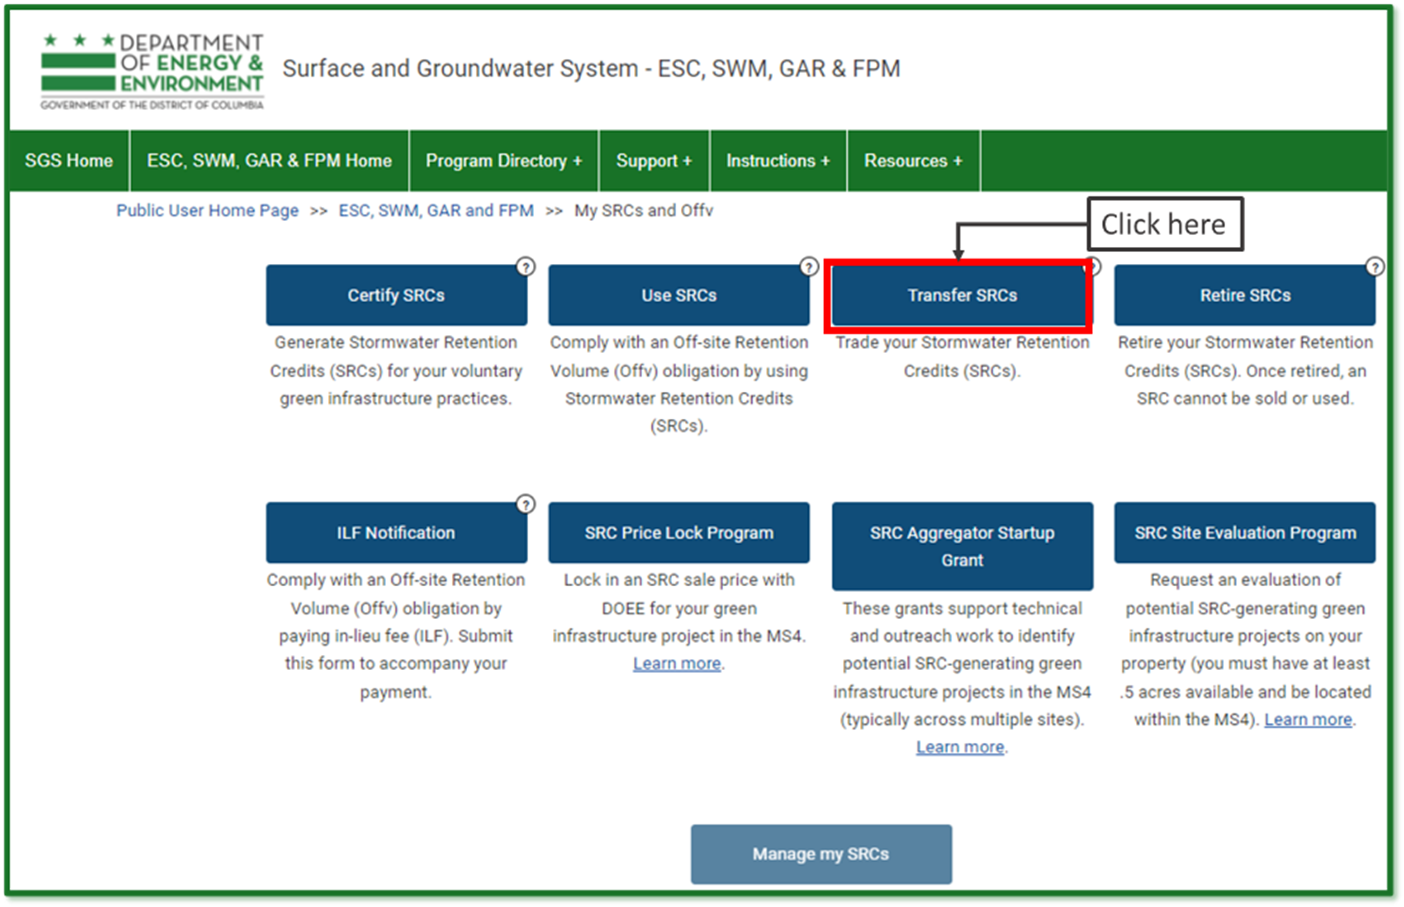 DEPARTMENT
OF ENERGY &
ENVIRONMENT
GOVERNMENT OF THE DISTRICT OF COLUMBIA
Surface and Groundwater System - ESC, SWM, GAR & FPM
SGS Home ESC, SWM, GAR & FPM Home Program Directory + Support + Instructions + Resources +
Public User Home Page >> ESC, SWM, GAR and FPM >> My SRCs and Offv
Click here
Certify SRCs ?
Generate Stormwater Retention
Credits (SRCs) for your voluntary
green infrastructure practices.
Use SRCs ?
Comply with an Off-site Retention
Volume (Offv) obligation by using
Stormwater Retention Credits
(SRCs).
Transfer SRCs ?
Trade your Stormwater Retention
Credits (SRCs).
Retire SRCs ?
Retire your Stormwater Retention
Credits (SRCs). Once retired, an
SRC cannot be sold or used.
ILF Notification ?
Comply with an Off-site Retention
Volume (Offv) obligation by
paying in-lieu fee (ILF). Submit
this form to accompany your
payment.
SRC Price Lock Program
Lock in an SRC sale price with
DOEE for your green
infrastructure project in the MS4.
Learn more.
SRC Aggregator Startup
Grant
These grants support technical
and outreach work to identify
potential SRC-generating green
infrastructure projects in the MS4
(typically across multiple sites).
Learn more.
SRC Site Evaluation Program
Request an evaluation of
potential SRC-generating green
infrastructure projects on your
property (you must have at least
.5 acres available and be located
within the MS4). Learn more.
Manage my SRCs